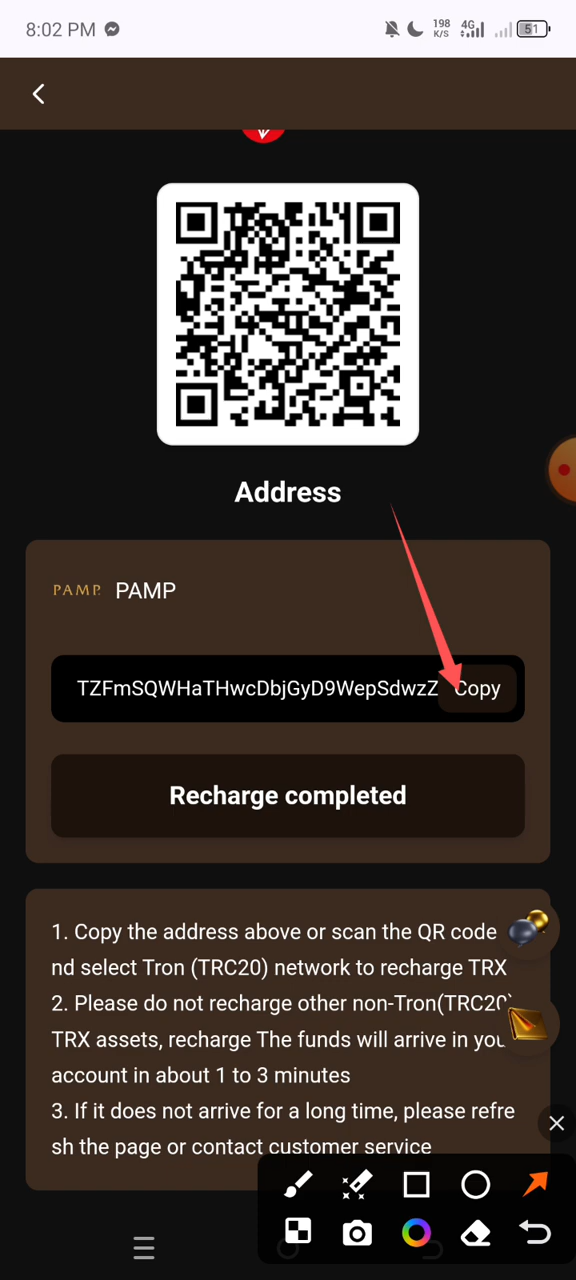 8:02 PM
198
K/S
4G
51
Address
PAMP
PAMP
TZFmSQWHaTHwcDbjGyD9WepSdwzZ
Copy
Recharge completed
1. Copy the address above or scan the QR code
nd select Tron (TRC20) network to recharge TRX
2. Please do not recharge other non-Tron(TRC20)
TRX assets, recharge The funds will arrive in you
account in about 1 to 3 minutes
3. If it does not arrive for a long time, please refre
sh the page or contact customer service